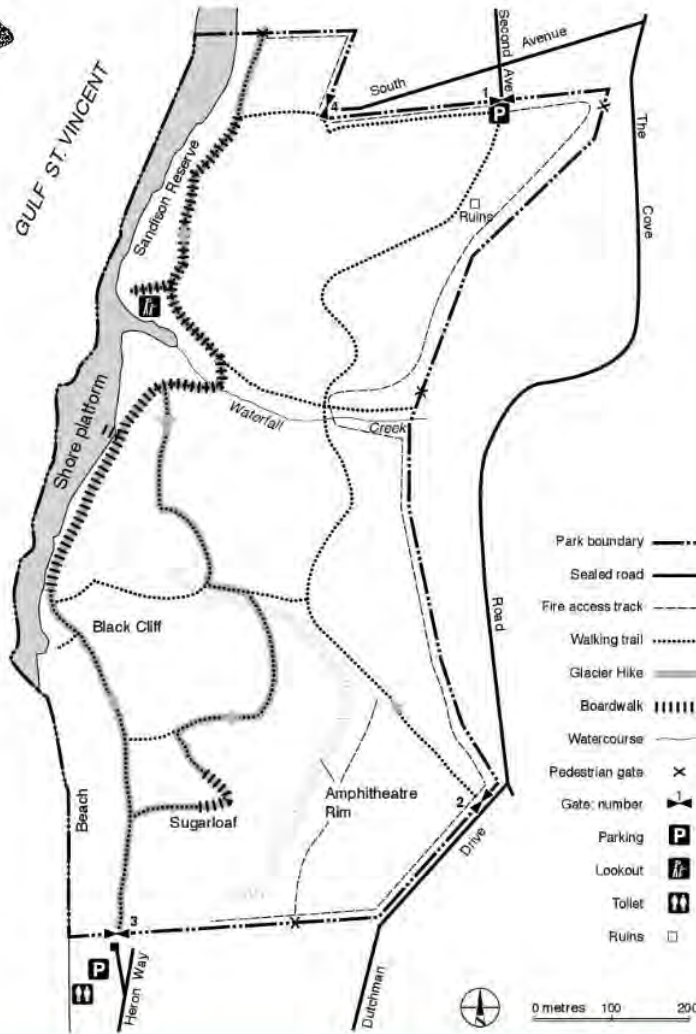 GULF ST. VINCENT
Second Ave
South Avenue
1
4
P
The Cove Road
Sandison Reserve
Ruins
Shore platform
Waterfall Creek
Black Cliff
Amphitheatre
Rim
Sugarloaf
Beach
2
Drive
3
P
Heron Way
Dutchman
Park boundary
Sealed road
Fire access track
Walking trail
Glacier Hike
Boardwalk
Watercourse
Pedestrian gate
Gate: number 1
Parking P
Lookout
Toilet
Ruins
0 metres 100 200